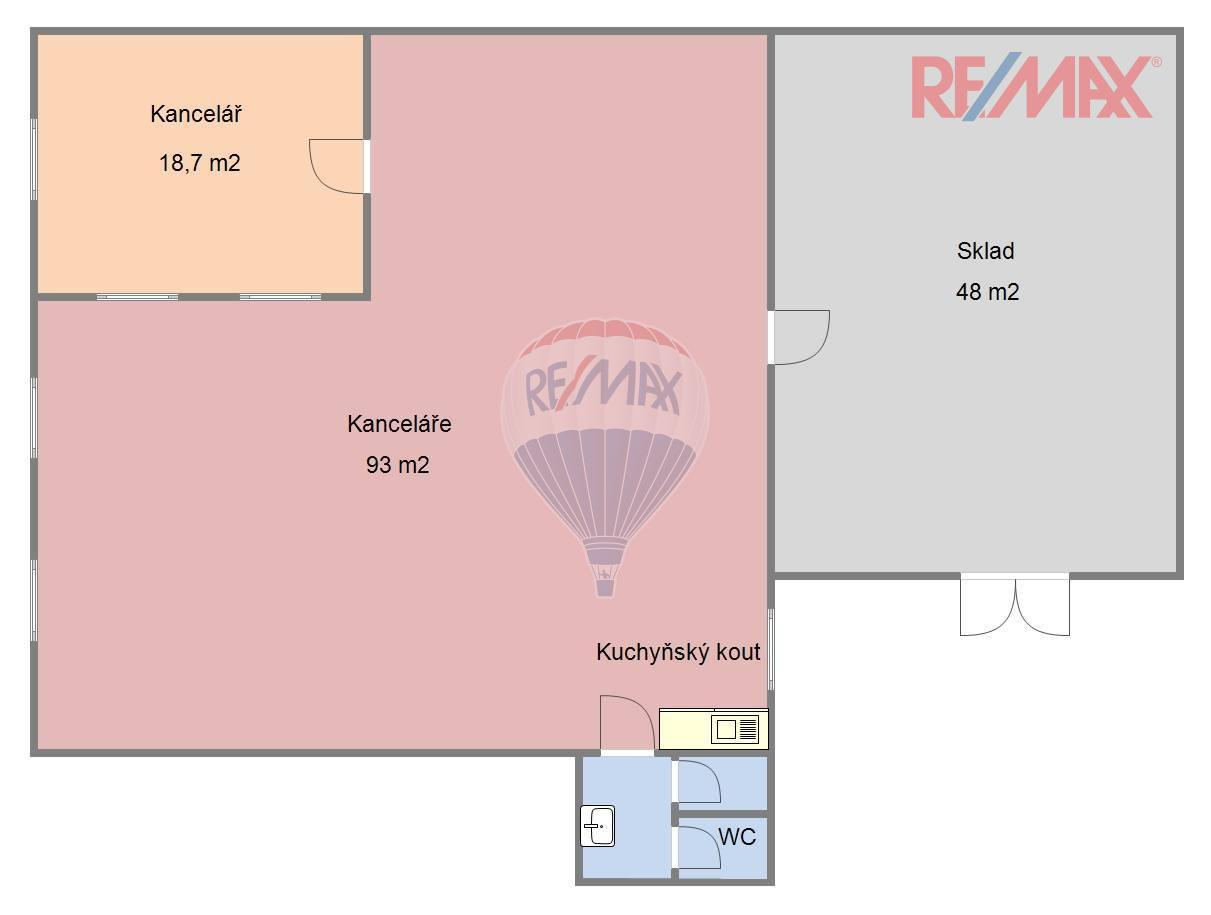 RE/MAX®
Kancelář
18,7 m2
Sklad
48 m2
RE/MAX
Kanceláře
93 m2
Kuchyňský kout
WC